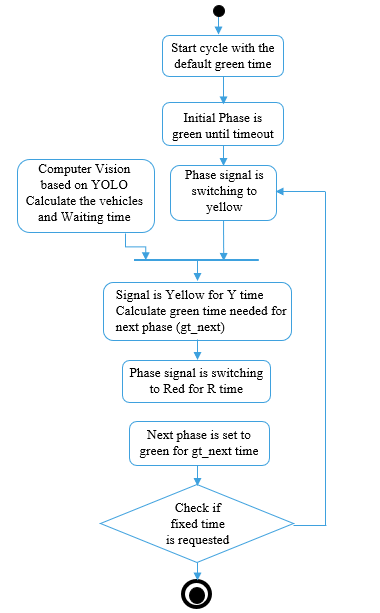 Start cycle with the
default green time
Initial Phase is
green until timeout
Computer Vision
based on YOLO
Calculate the vehicles
and Waiting time
Phase signal is
switching to
yellow
Signal is Yellow for Y time
Calculate green time needed for
next phase (gt_next)
Phase signal is switching
to Red for R time
Next phase is set to
green for gt_next time
Check if
fixed time
is requested